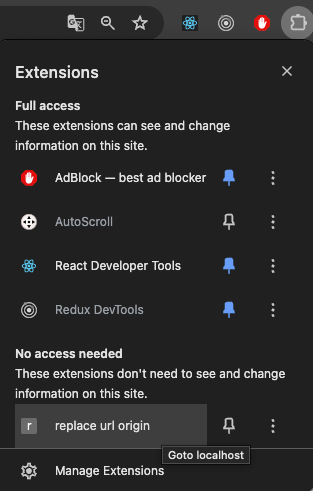 Extensions
Full access
These extensions can see and change
information on this site.
AdBlock — best ad blocker
AutoScroll
React Developer Tools
Redux DevTools
No access needed
These extensions don't need to see and change
information on this site.
r replace url origin
Goto localhost
Manage Extensions